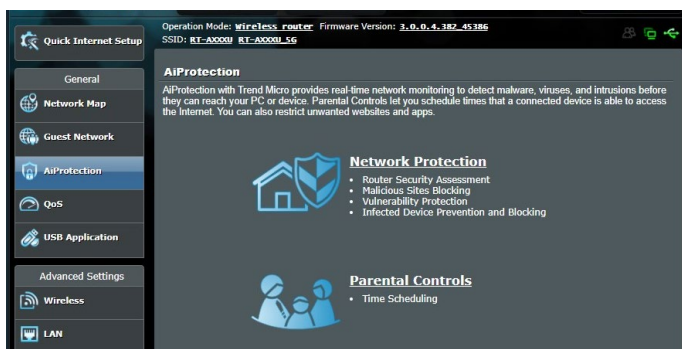 Quick Internet Setup
General
Network Map
Guest Network
AiProtection
QoS
USB Application
Advanced Settings
Wireless
LAN
Operation Mode: Wireless router Firmware Version: 3.0.0.4.382_45386
SSID: RT-AXXXU RT-AXXXU_5G
AiProtection
AiProtection with Trend Micro provides real-time network monitoring to detect malware, viruses, and intrusions before
they can reach your PC or device. Parental Controls let you schedule times that a connected device is able to access
the Internet. You can also restrict unwanted websites and apps.
Network Protection
• Router Security Assessment
• Malicious Sites Blocking
• Vulnerability Protection
• Infected Device Prevention and Blocking
Parental Controls
• Time Scheduling